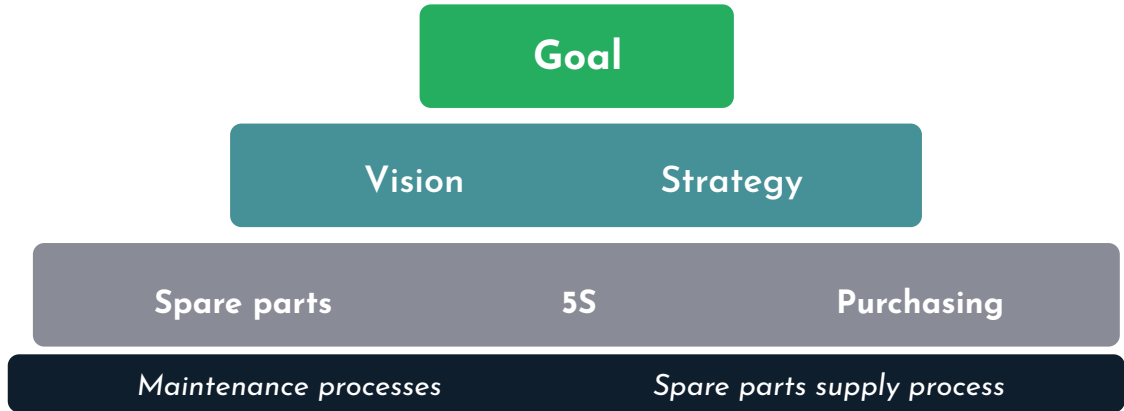 Goal
Vision Strategy
Spare parts 5S Purchasing
Maintenance processes Spare parts supply process